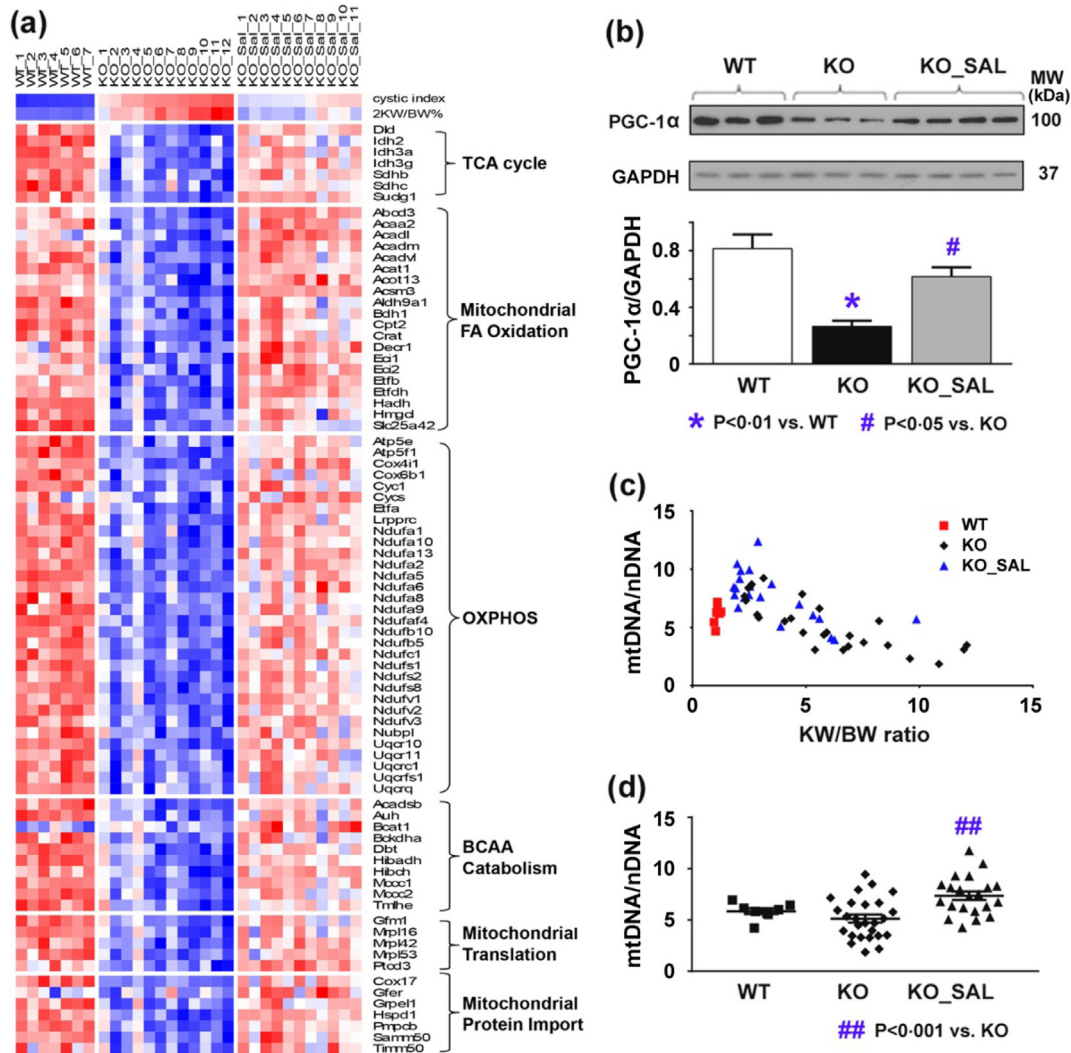 (a)
WT_1
WT_2
WT_3
WT_4
WT_5
WT_6
WT_7
KO_1
KO_2
KO_3
KO_4
KO_5
KO_6
KO_7
KO_8
KO_9
KO_10
KO_11
KO_12
KO_Sal_1
KO_Sal_2
KO_Sal_3
KO_Sal_4
KO_Sal_5
KO_Sal_6
KO_Sal_7
KO_Sal_8
KO_Sal_9
KO_Sal_10
KO_Sal_11
cystic index
2KW/BW%
Dld
Idh2
Idh3a
Idh3g
Sdhb
Sdhc
Sudg1
TCA cycle
Abcd3
Acaa2
Acadl
Acadm
Acadvl
Acat1
Acot13
Acsm3
Aldh9a1
Bdh1
Cpt2
Crat
Decr1
Eci1
Eci2
Etfb
Etfdh
Hadh
Hmgcl
Slc25a42
Mitochondrial
FA Oxidation
Atp5e
Atp5f1
Cox4i1
Cox6b1
Cyc1
Cycs
Etfa
Lrpprc
Ndufa1
Ndufa10
Ndufa13
Ndufa2
Ndufa5
Ndufa6
Ndufa8
Ndufa9
Ndufaf4
Ndufb10
Ndufb5
Ndufc1
Ndufs1
Ndufs2
Ndufs8
Ndufv1
Ndufv2
Ndufv3
Nubpl
Uqcr10
Uqcr11
Uqcrc1
Uqcrfs1
Uqcrq
OXPHOS
Acadsb
Auh
Bcat1
Bckdha
Dbt
Hibadh
Hibch
Mccc1
Mccc2
Tmlhe
BCAA
Catabolism
Gfm1
Mrpl16
Mrpl42
Mrpl53
Ptcd3
Mitochondrial
Translation
Cox17
Gfer
Grpel1
Hspd1
Pmpcb
Samm50
Timm50
Mitochondrial
Protein Import
(b)
WT KO KO_SAL MW
(kDa)
PGC-1α 100
GAPDH 37
PGC-1α/GAPDH
0.8
0.4
0
*
#
WT KO KO_SAL
* P<0·01 vs. WT # P<0·05 vs. KO
(c)
mtDNA/nDNA
15
10
5
0
WT
KO
KO_SAL
0 5 10 15
KW/BW ratio
(d)
mtDNA/nDNA
15
10
5
0
##
WT KO KO_SAL
## P<0·001 vs. KO